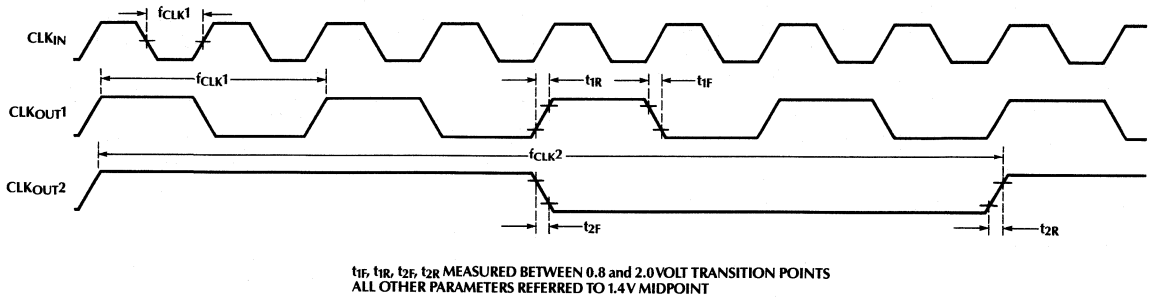 fCLK1
CLKIN
fCLK1
t1R
t1F
CLKOUT1
fCLK2
CLKOUT2
t2F
t2R
t1F, t1R, t2F, t2R MEASURED BETWEEN 0.8 and 2.0 VOLT TRANSITION POINTS
ALL OTHER PARAMETERS REFERRED TO 1.4 V MIDPOINT